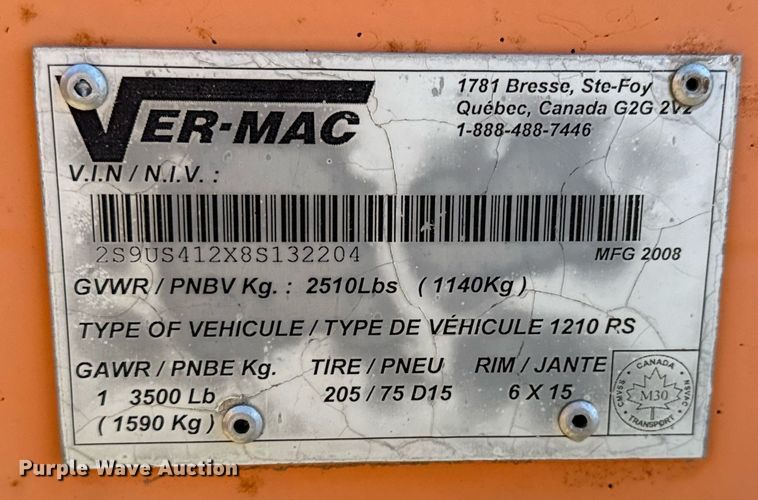 VER-MAC
1781 Bresse, Ste-Foy
Québec, Canada G2G 2V2
1-888-488-7446
V.I.N / N.I.V. :
2S9US412X8S132204
MFG 2008
GVWR / PNBV Kg. : 2510Lbs (1140Kg)
TYPE OF VEHICULE / TYPE DE VÉHICULE 1210 RS
GAWR / PNBE Kg. TIRE / PNEU RIM / JANTE
1 3500 Lb 205 / 75 D15 6 X 15
(1590 Kg)
CANADA
CMVSS M30 NSVAC
TRANSPORT
Purple Wave Auction